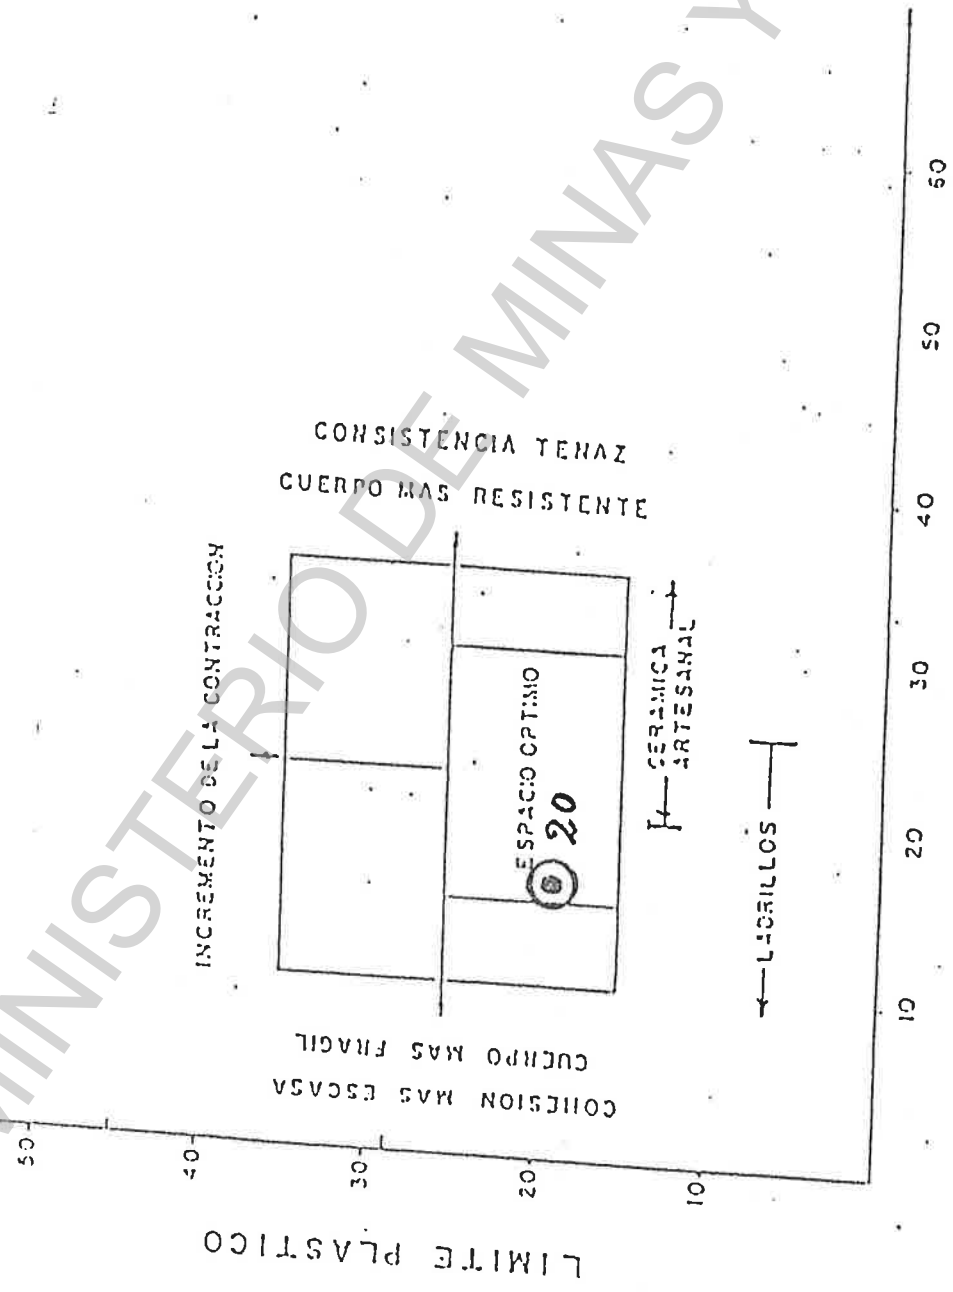 MINISTERIO DE MINAS Y
CONSISTENCIA TENAZ
CUERPO MAS RESISTENTE
INCREMENTO DE LA CONTRACCION
ESPACIO OPTIMO
20
CERAMICA
ARTESANAL
LADRILLOS
CUERPO MAS FRAGIL
COHESION MAS ESCASA
LIMITE PLASTICO
50
40
30
20
10
10
20
30
40
50
60